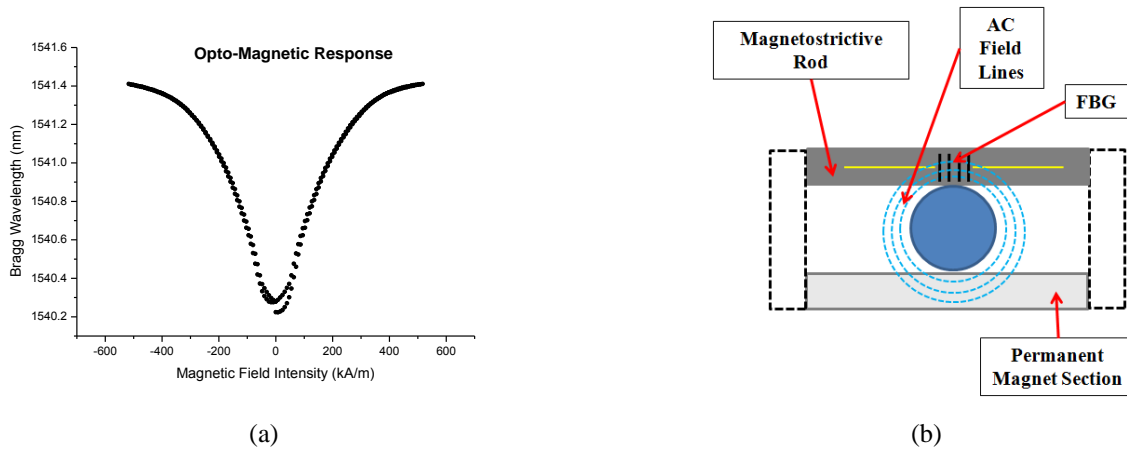 Opto-Magnetic Response
1541.6
1541.4
1541.2
1541.0
1540.8
1540.6
1540.4
1540.2
Bragg Wavelength (nm)
-600
-400
-200
0
200
400
600
Magnetic Field Intensity (kA/m)
(a)
Magnetostrictive
Rod
AC
Field
Lines
FBG
Permanent
Magnet Section
(b)